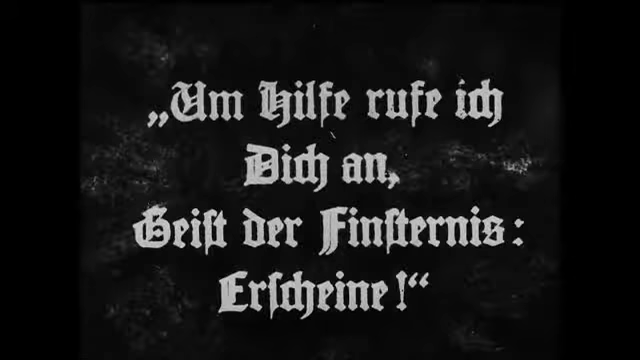 „Um Hilfe rufe ich
Dich an,
Geiſt der Finſternis:
Erſcheine!“